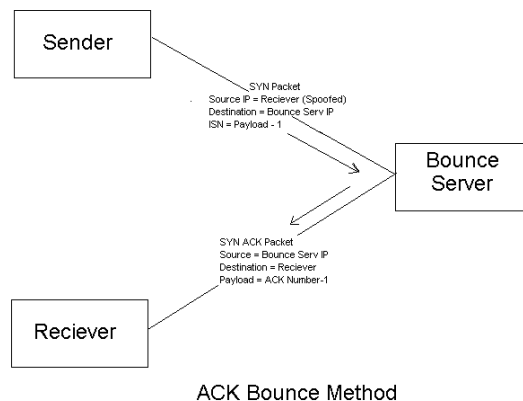 Sender
SYN Packet
Source IP = Reciever (Spoofed)
Destination = Bounce Serv IP
ISN = Payload - 1
Bounce
Server
SYN ACK Packet
Source = Bounce Serv IP
Destination = Reciever
Payload = ACK Number-1
Reciever
ACK Bounce Method